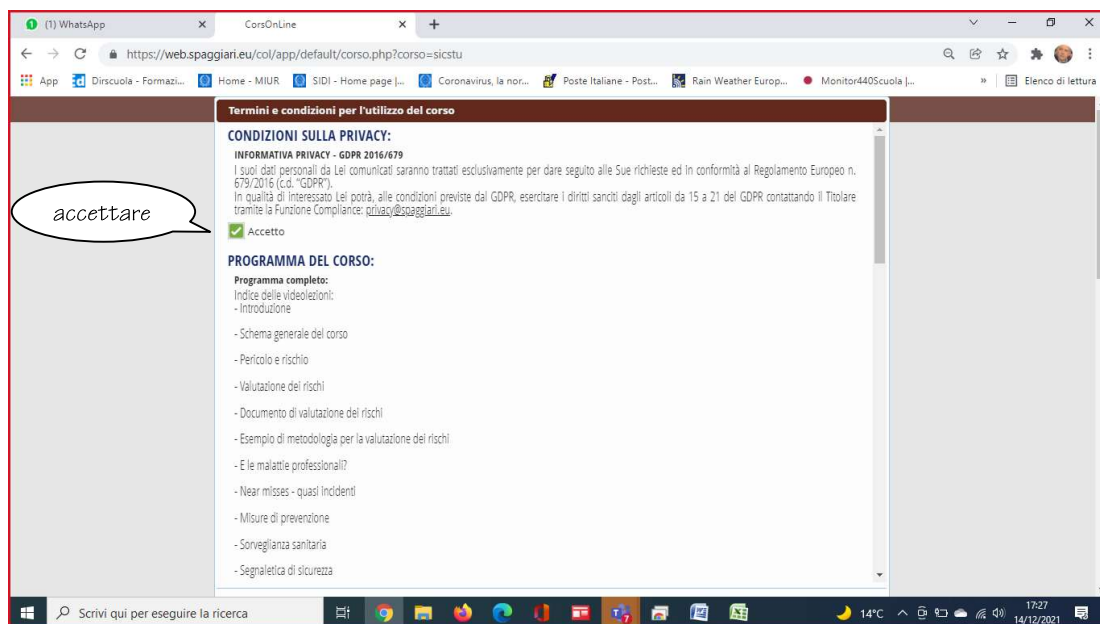 1 (1) WhatsApp
CorsOnLine
https://web.spaggiari.eu/col/app/default/corso.php?corso=sicstu
App Dirscuola - Formazi... Home - MIUR SIDI - Home page |... Coronavirus, la nor... Poste Italiane - Post... Rain Weather Europ... Monitor440Scuola |... » Elenco di lettura
Termini e condizioni per l'utilizzo del corso
CONDIZIONI SULLA PRIVACY:
INFORMATIVA PRIVACY - GDPR 2016/679
I suoi dati personali da Lei comunicati saranno trattati esclusivamente per dare seguito alle Sue richieste ed in conformità al Regolamento Europeo n.
679/2016 (c.d. “GDPR”).
In qualità di interessato Lei potrà, alle condizioni previste dal GDPR, esercitare i diritti sanciti dagli articoli da 15 a 21 del GDPR contattando il Titolare
tramite la Funzione Compliance: privacy@spaggiari.eu.
accettare
Accetto
PROGRAMMA DEL CORSO:
Programma completo:
Indice delle videolezioni:
- Introduzione
- Schema generale del corso
- Pericolo e rischio
- Valutazione dei rischi
- Documento di valutazione dei rischi
- Esempio di metodologia per la valutazione dei rischi
- E le malattie professionali?
- Near misses - quasi incidenti
- Misure di prevenzione
- Sorveglianza sanitaria
- Segnaletica di sicurezza
Scrivi qui per eseguire la ricerca
7
14°C
17:27
14/12/2021